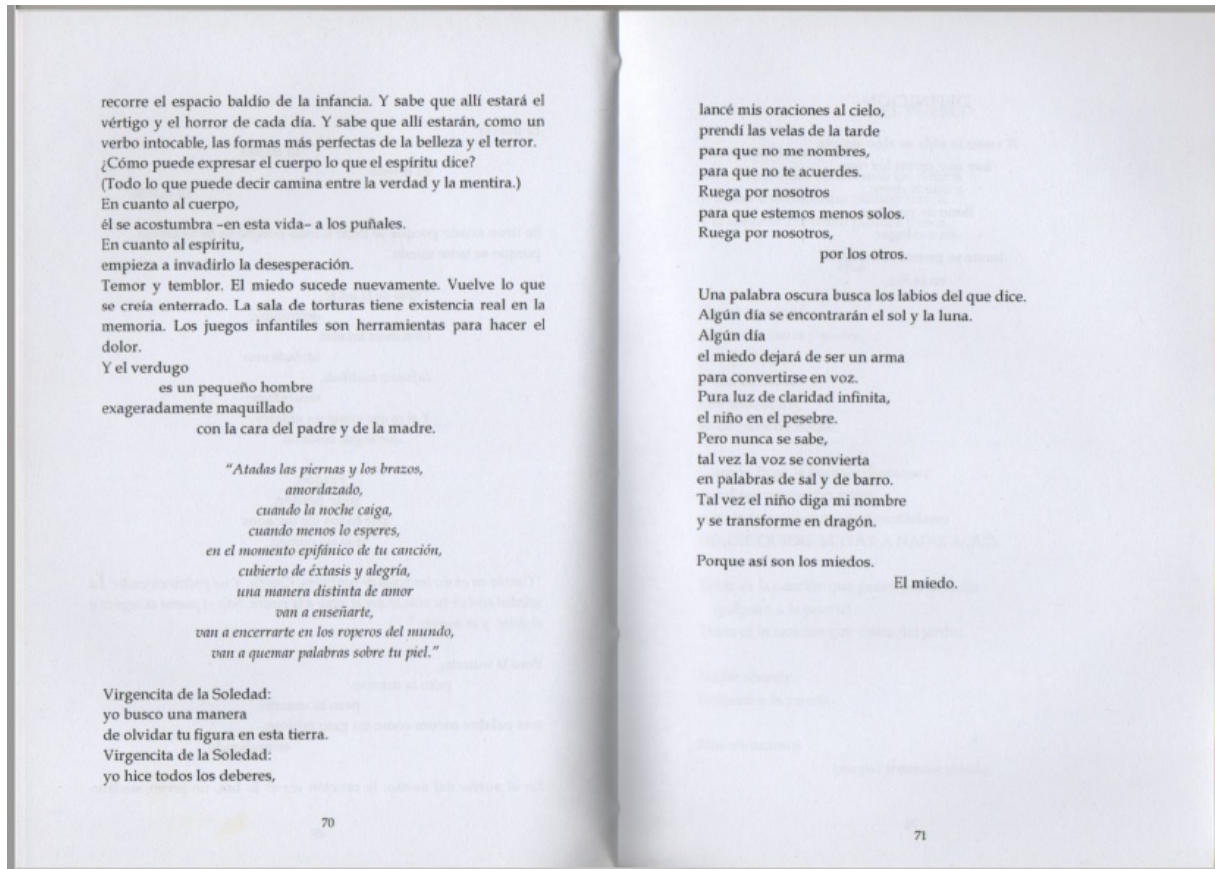 recorre el espacio baldío de la infancia. Y sabe que allí estará el
vértigo y el horror de cada día. Y sabe que allí estarán, como un
verbo intocable, las formas más perfectas de la belleza y el terror.
¿Cómo puede expresar el cuerpo lo que el espíritu dice?
(Todo lo que puede decir camina entre la verdad y la mentira.)
En cuanto al cuerpo,
él se acostumbra –en esta vida– a los puñales.
En cuanto al espíritu,
empieza a invadirlo la desesperación.
Temor y temblor. El miedo sucede nuevamente. Vuelve lo que
se creía enterrado. La sala de torturas tiene existencia real en la
memoria. Los juegos infantiles son herramientas para hacer el
dolor.
Y el verdugo
es un pequeño hombre
exageradamente maquillado
con la cara del padre y de la madre.
“Atadas las piernas y los brazos,
amordazado,
cuando la noche caiga,
cuando menos lo esperes,
en el momento epifánico de tu canción,
cubierto de éxtasis y alegría,
una manera distinta de amor
van a enseñarte,
van a encerrarte en los roperos del mundo,
van a quemar palabras sobre tu piel.”
Virgencita de la Soledad:
yo busco una manera
de olvidar tu figura en esta tierra.
Virgencita de la Soledad:
yo hice todos los deberes,
70
lancé mis oraciones al cielo,
prendí las velas de la tarde
para que no me nombres,
para que no te acuerdes.
Ruega por nosotros
para que estemos menos solos.
Ruega por nosotros,
por los otros.
Una palabra oscura busca los labios del que dice.
Algún día se encontrarán el sol y la luna.
Algún día
el miedo dejará de ser un arma
para convertirse en voz.
Pura luz de claridad infinita,
el niño en el pesebre.
Pero nunca se sabe,
tal vez la voz se convierta
en palabras de sal y de barro.
Tal vez el niño diga mi nombre
y se transforme en dragón.
Porque así son los miedos.
El miedo.
71